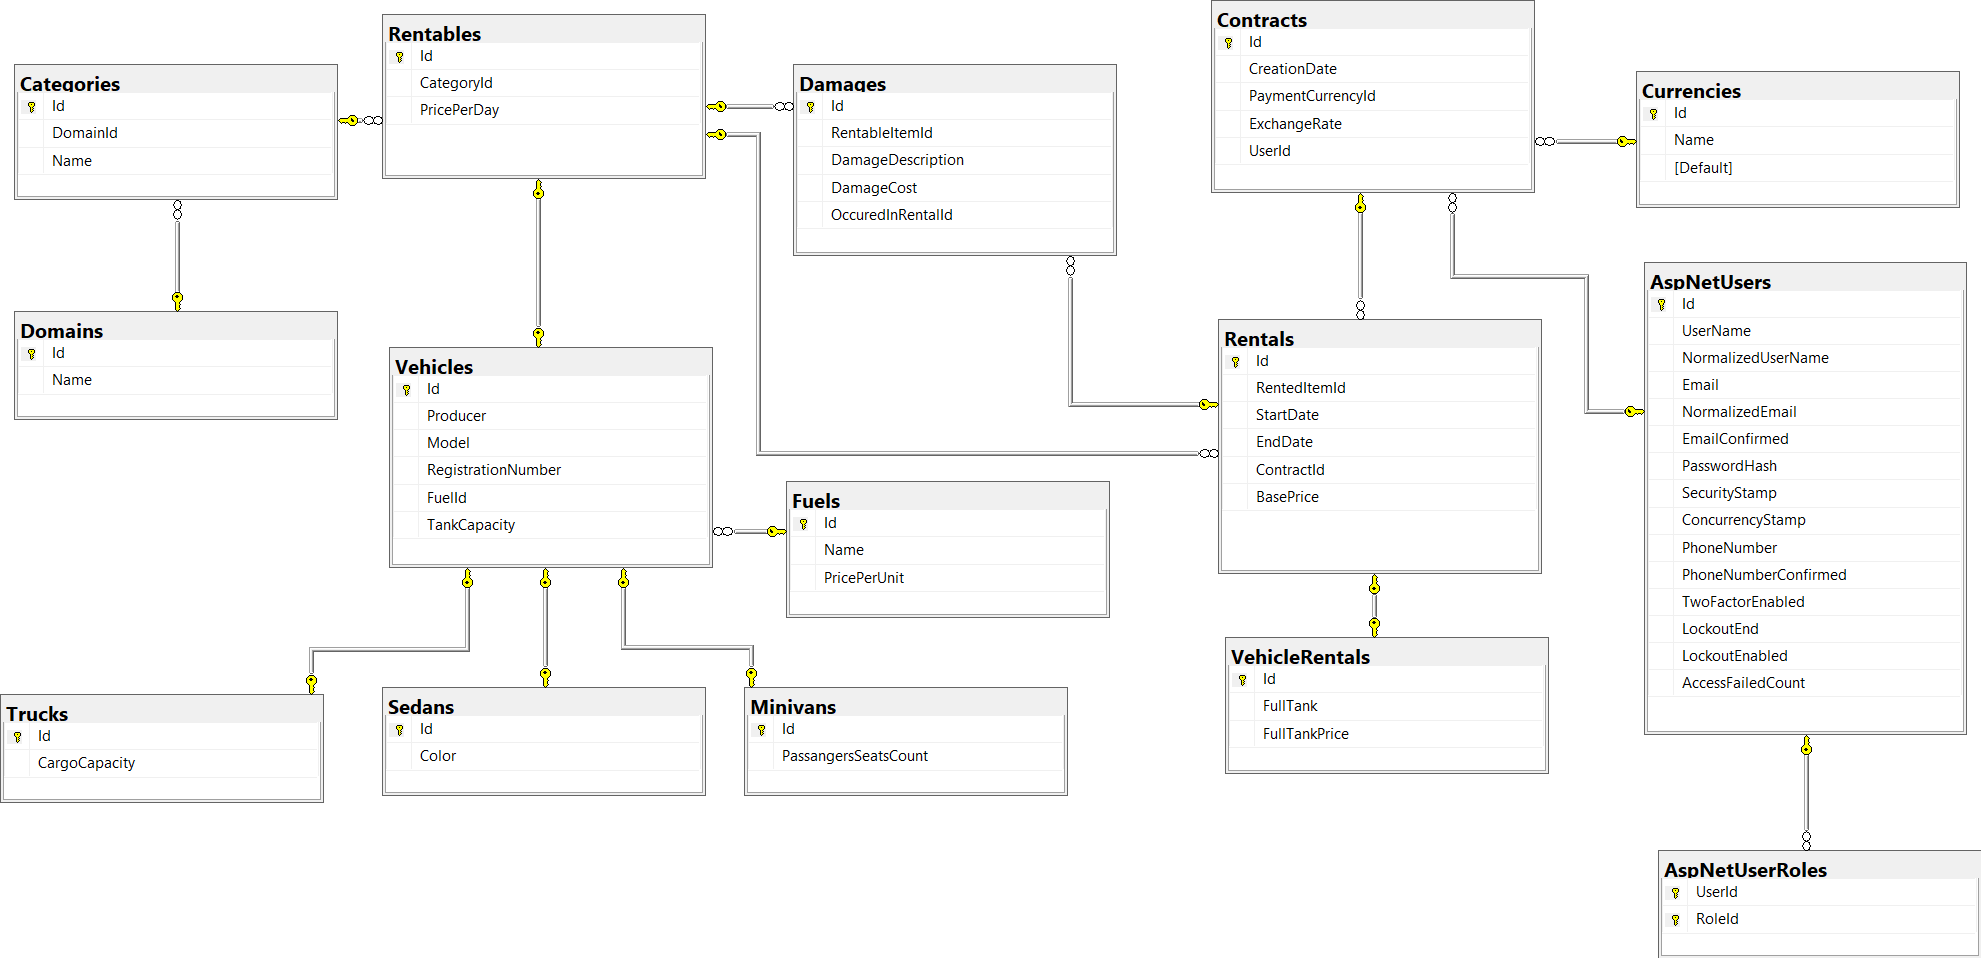 Rentables
Id
CategoryId
PricePerDay
Categories
Id
DomainId
Name
Domains
Id
Name
Damages
Id
RentableItemId
DamageDescription
DamageCost
OccuredInRentalId
Contracts
Id
CreationDate
PaymentCurrencyId
ExchangeRate
UserId
Currencies
Id
Name
[Default]
AspNetUsers
Id
UserName
NormalizedUserName
Email
NormalizedEmail
EmailConfirmed
PasswordHash
SecurityStamp
ConcurrencyStamp
PhoneNumber
PhoneNumberConfirmed
TwoFactorEnabled
LockoutEnd
LockoutEnabled
AccessFailedCount
Vehicles
Id
Producer
Model
RegistrationNumber
FuelId
TankCapacity
Fuels
Id
Name
PricePerUnit
Rentals
Id
RentedItemId
StartDate
EndDate
ContractId
BasePrice
VehicleRentals
Id
FullTank
FullTankPrice
Trucks
Id
CargoCapacity
Sedans
Id
Color
Minivans
Id
PassangersSeatsCount
AspNetUserRoles
UserId
RoleId